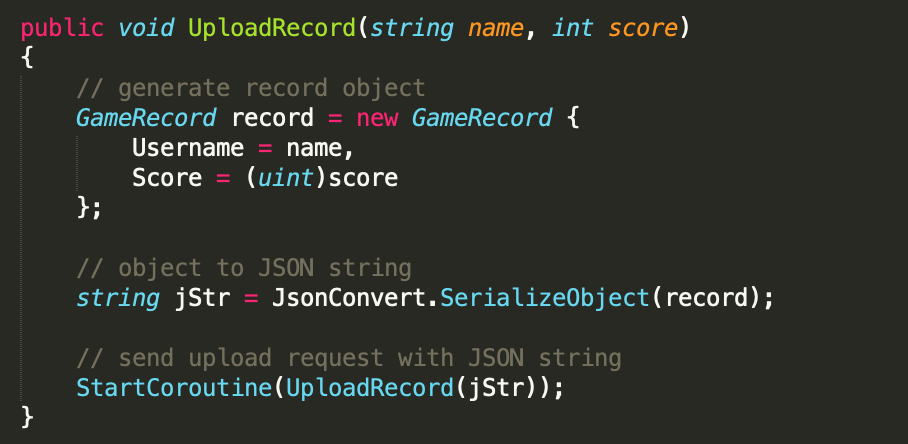 public void UploadRecord(string name, int score)
{
    // generate record object
    GameRecord record = new GameRecord {
        Username = name,
        Score = (uint)score
    };

    // object to JSON string
    string jStr = JsonConvert.SerializeObject(record);

    // send upload request with JSON string
    StartCoroutine(UploadRecord(jStr));
}